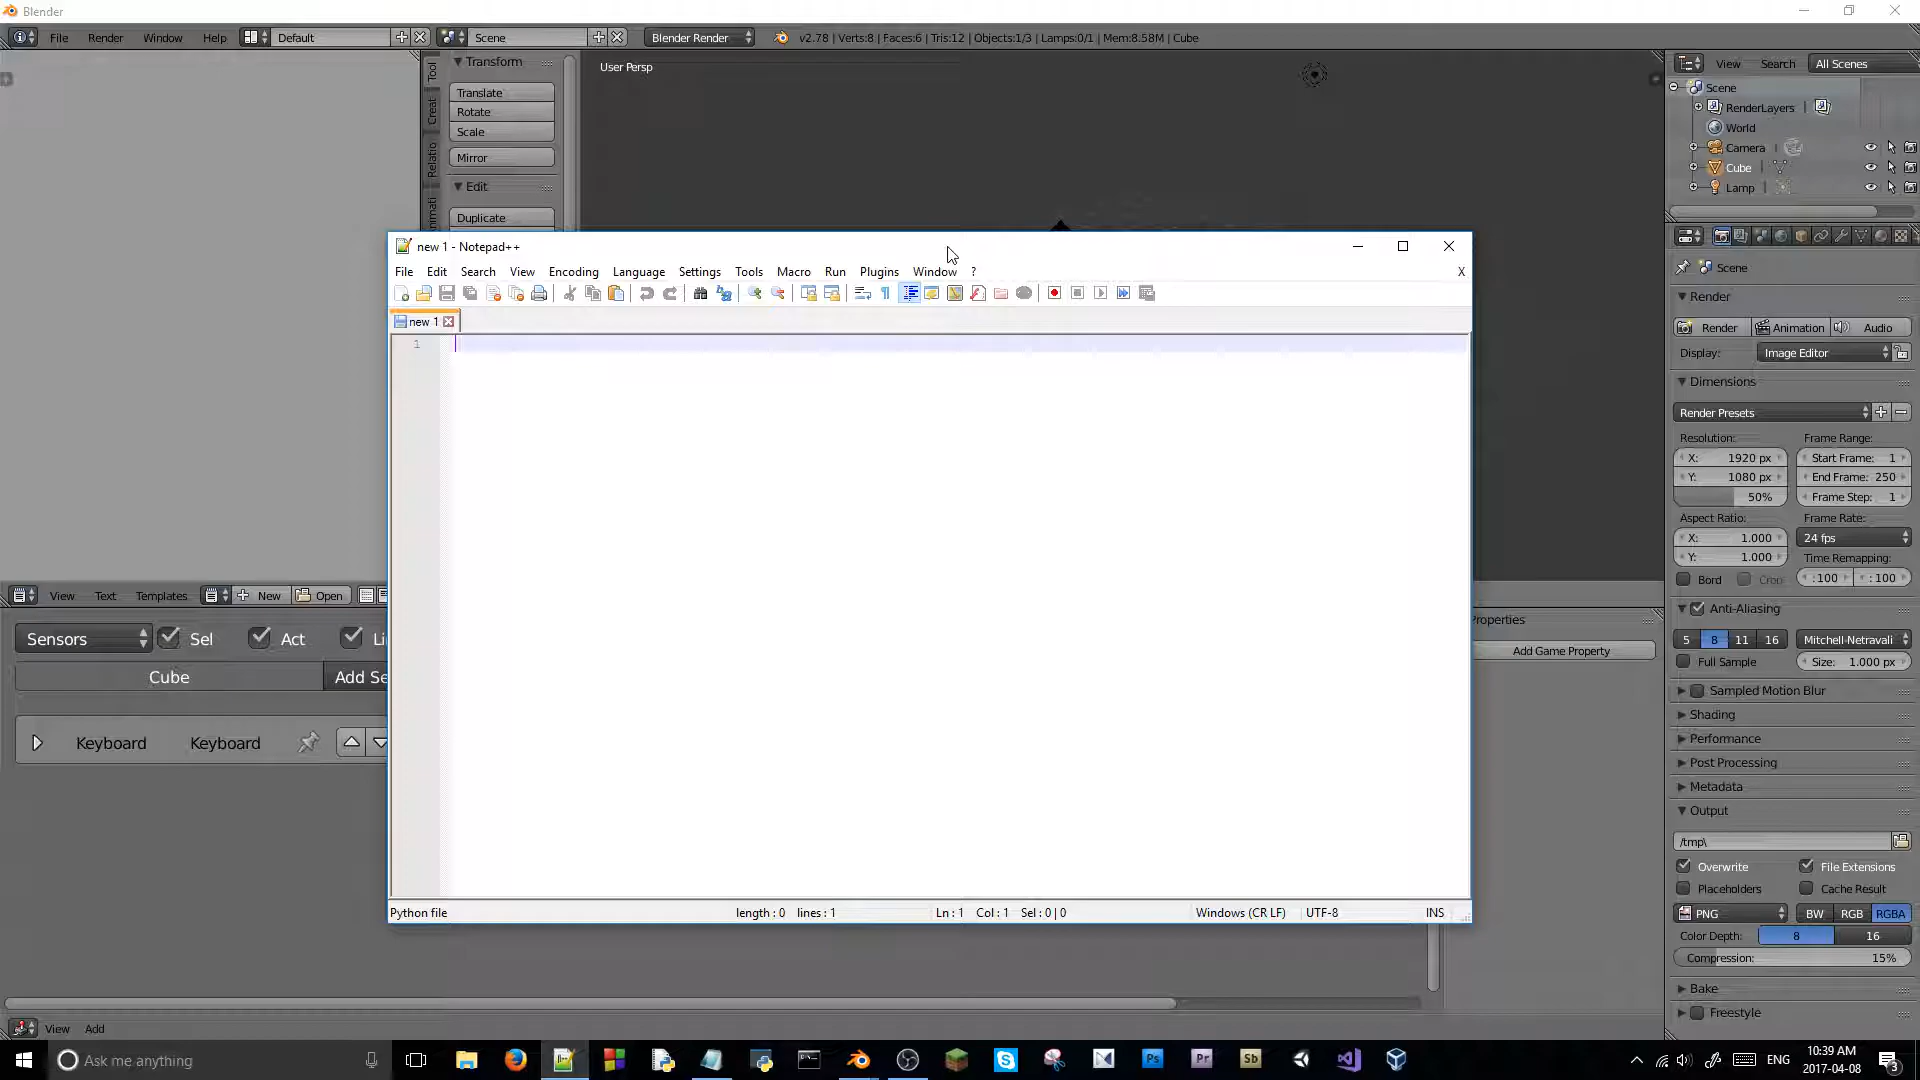 Blender
File Render Window Help Default Scene Blender Render v2.78 | Verts:8 | Faces:6 | Tris:12 | Objects:1/3 | Lamps:0/1 | Mem:8.58M | Cube
Tool
Creat
Relatio
Transform
Translate
Rotate
Scale
Mirror
Edit
Duplicate
User Persp
View Search All Scenes
Scene
RenderLayers
World
Camera
Cube
Lamp
new 1 - Notepad++
File Edit Search View Encoding Language Settings Tools Macro Run Plugins Window ? X
new 1
1
Python file length : 0 lines : 1 Ln : 1 Col : 1 Sel : 0 | 0 Windows (CR LF) UTF-8 INS
View Text Templates New Open
Sensors Sel Act Li
Cube Add Se
Keyboard Keyboard
Properties
Add Game Property
View Add
Scene
Render
Render Animation Audio
Display: Image Editor
Dimensions
Render Presets
Resolution: Frame Range:
X: 1920 px Start Frame: 1
Y: 1080 px End Frame: 250
50% Frame Step: 1
Aspect Ratio: Frame Rate:
X: 1.000 24 fps
Y: 1.000 Time Remapping:
Bord Crop :100 :100
Anti-Aliasing
5 8 11 16 Mitchell-Netravali
Full Sample Size: 1.000 px
Sampled Motion Blur
Shading
Performance
Post Processing
Metadata
Output
/tmp\
Overwrite File Extensions
Placeholders Cache Result
PNG BW RGB RGBA
Color Depth: 8 16
Compression: 15%
Bake
Freestyle
Ask me anything Ps Pr Sb ENG 10:39 AM
2017-04-08 3